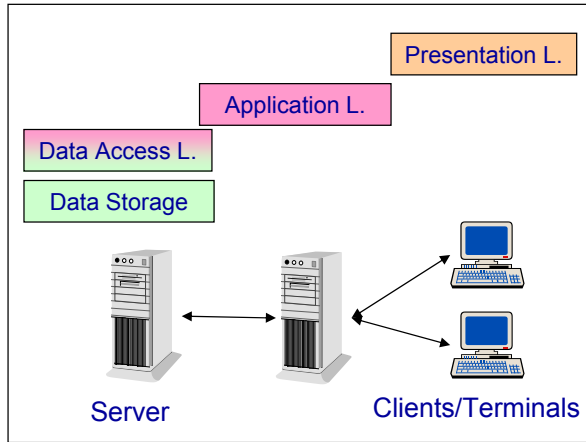 Presentation L.
Application L.
Data Access L.
Data Storage
Server
Clients/Terminals